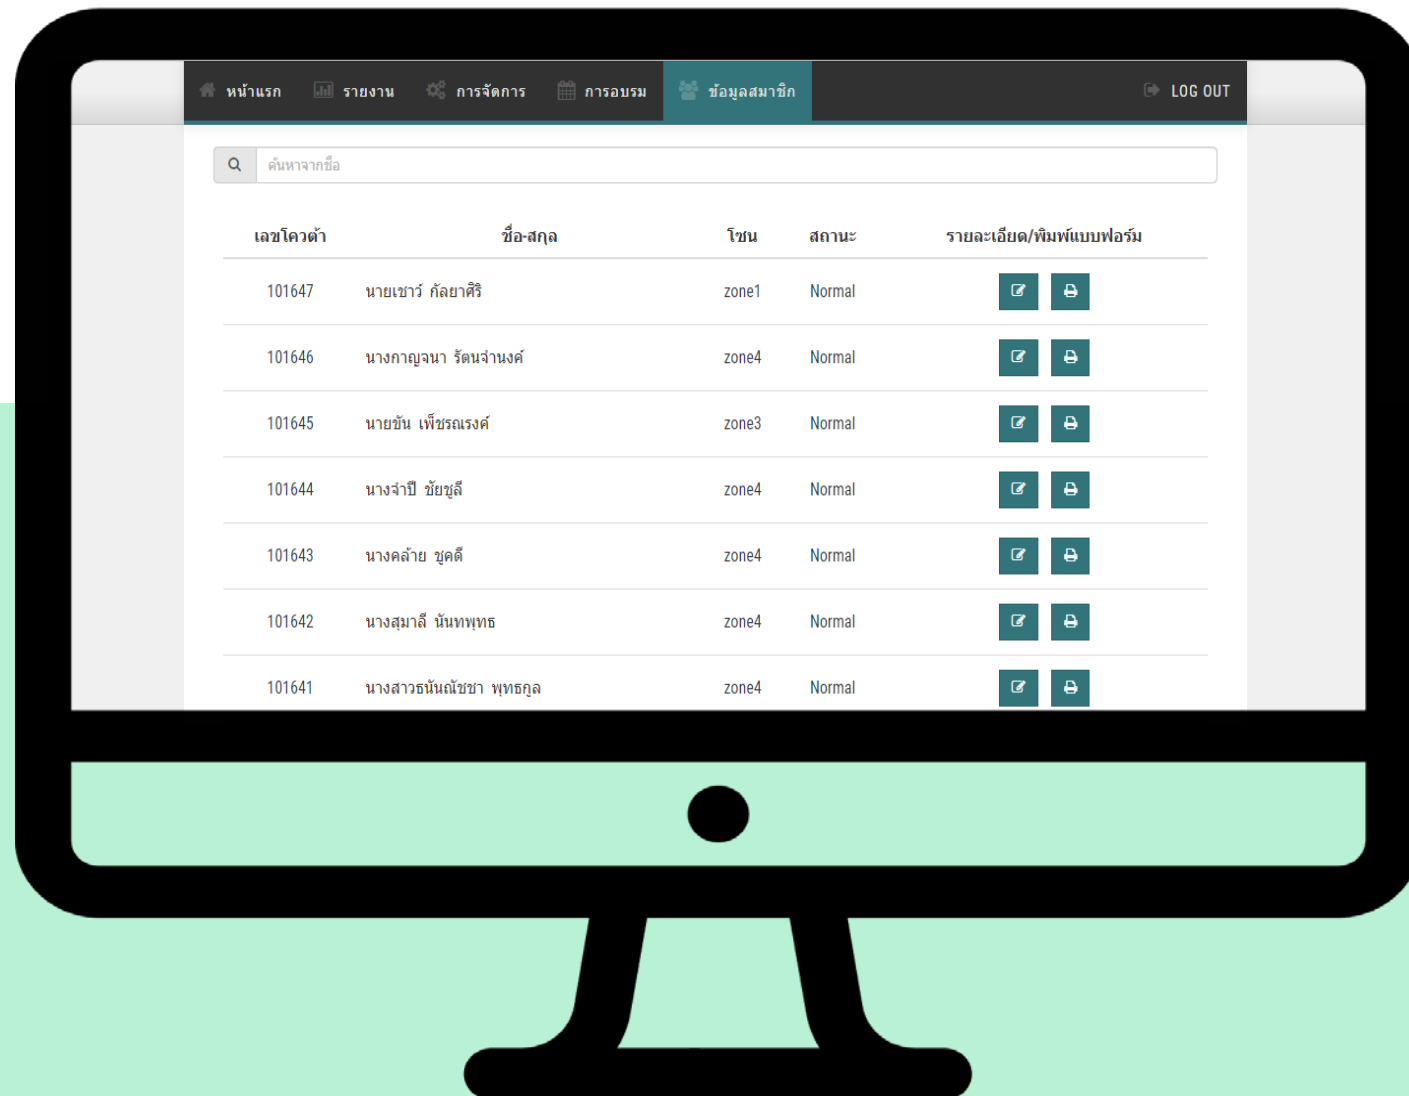 หน้าแรก รายงาน การจัดการ การอบรม ข้อมูลสมาชิก LOG OUT
ค้นหาจากชื่อ
เลขโควต้า ชื่อ-สกุล โซน สถานะ รายละเอียด/พิมพ์แบบฟอร์ม
101647 นายเชาว์ กัลยาศิริ zone1 Normal
101646 นางกาญจนา รัตนจำนงค์ zone4 Normal
101645 นายขัน เพ็ชรณรงค์ zone3 Normal
101644 นางจำปี ชัยชูลี zone4 Normal
101643 นางคล้าย ชูคดี zone4 Normal
101642 นางสุมาลี นันทพุทธ zone4 Normal
101641 นางสาวธนันณัชชา พุทธกูล zone4 Normal